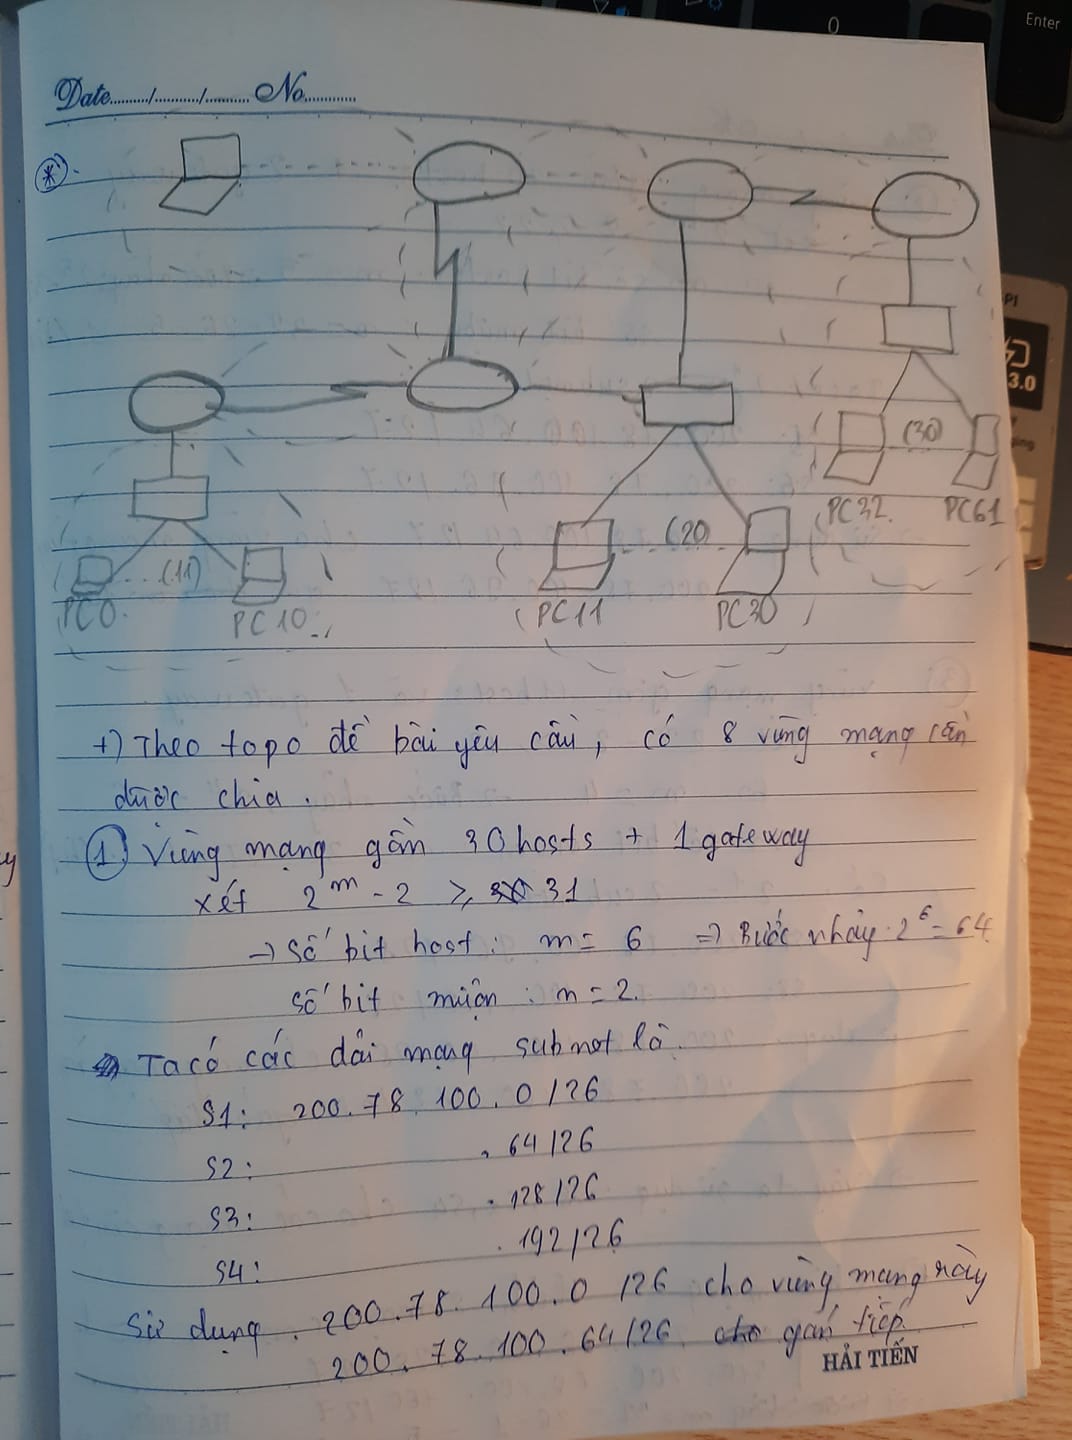 Enter
0
Date......../........./......... No............
PI
3.0
*
(11)
PC0
PC10
(20)
PC11
PC30
(30)
PC32
PC61
+) Theo topo đề bài yêu cầu, có 8 vùng mạng cần
được chia.
1) Vùng mạng gồm 30 hosts + 1 gateway
xét 2^m - 2 ≥ 31
→ số bit host: m = 6 => Bước nhảy: 2^6 = 64
số bit mượn: n = 2.
Ta có các dải mạng subnet là.
S1: 200.78.100.0/26
S2: .64/26
S3: .128/26
S4: .192/26
Sử dụng. 200.78.100.0/26 cho vùng mạng này
200.78.100.64/26 cho gán tiếp
HẢI TIẾN